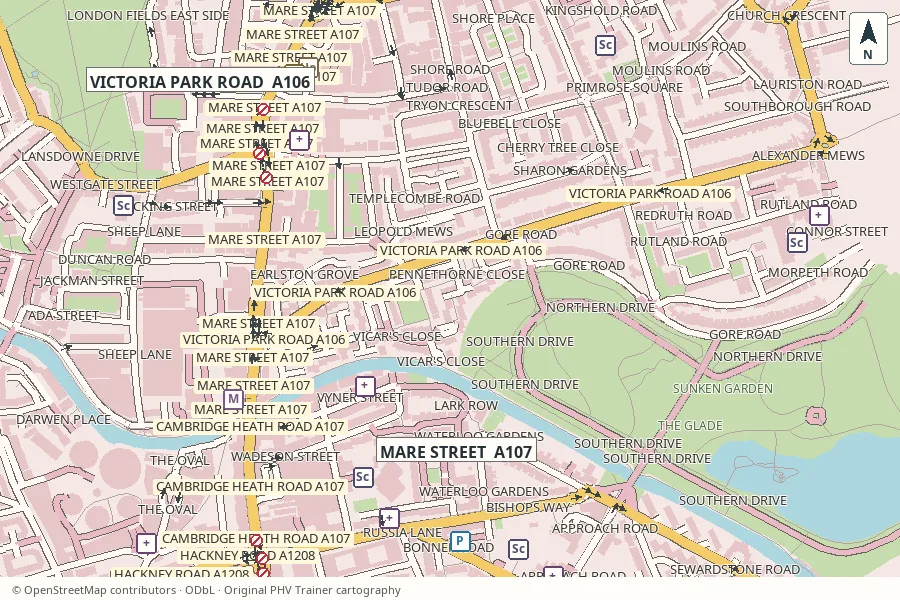 MARE STREET A107
LONDON FIELDS EAST SIDE
SHORE PLACE
KINGSHOLD ROAD
CHURCH CRESCENT
MARE STREET A107
Sc
MOULINS ROAD
N
MARE STREET A107
SHORE ROAD
MOULINS ROAD
VICTORIA PARK ROAD A106
TUDOR ROAD
PRIMROSE SQUARE
LAURISTON ROAD
MARE STREET A107
TRYON CRESCENT
SOUTHBOROUGH ROAD
MARE STREET A107
BLUEBELL CLOSE
MARE STREET A107
CHERRY TREE CLOSE
LANSDOWNE DRIVE
ALEXANDER MEWS
MARE STREET A107
SHARON GARDENS
WESTGATE STREET
MARE STREET A107
VICTORIA PARK ROAD A106
TEMPLECOMBE ROAD
Sc
RUTLAND ROAD
REDRUTH ROAD
SHEEP LANE
LEOPOLD MEWS
GORE ROAD
MARE STREET A107
RUTLAND ROAD
Sc
CONNOR STREET
VICTORIA PARK ROAD A106
DUNCAN ROAD
GORE ROAD
EARLSTON GROVE
PENNETHORNE CLOSE
MORPETH ROAD
JACKMAN STREET
VICTORIA PARK ROAD A106
NORTHERN DRIVE
ADA STREET
MARE STREET A107
VICTORIA PARK ROAD A106
VICAR'S CLOSE
SOUTHERN DRIVE
GORE ROAD
SHEEP LANE
MARE STREET A107
VICAR'S CLOSE
NORTHERN DRIVE
MARE STREET A107
SOUTHERN DRIVE
SUNKEN GARDEN
M
VYNER STREET
MARE STREET A107
LARK ROW
DARWEN PLACE
CAMBRIDGE HEATH ROAD A107
THE GLADE
WATERLOO GARDENS
SOUTHERN DRIVE
MARE STREET A107
THE OVAL
WADESON STREET
SOUTHERN DRIVE
Sc
CAMBRIDGE HEATH ROAD A107
WATERLOO GARDENS
SOUTHERN DRIVE
THE OVAL
BISHOPS WAY
APPROACH ROAD
CAMBRIDGE HEATH ROAD A107
RUSSIA LANE
P
Sc
HACKNEY ROAD A1208
SEWARDSTONE ROAD
HACKNEY ROAD A1208
© OpenStreetMap contributors · ODbL · Original PHV Trainer cartography